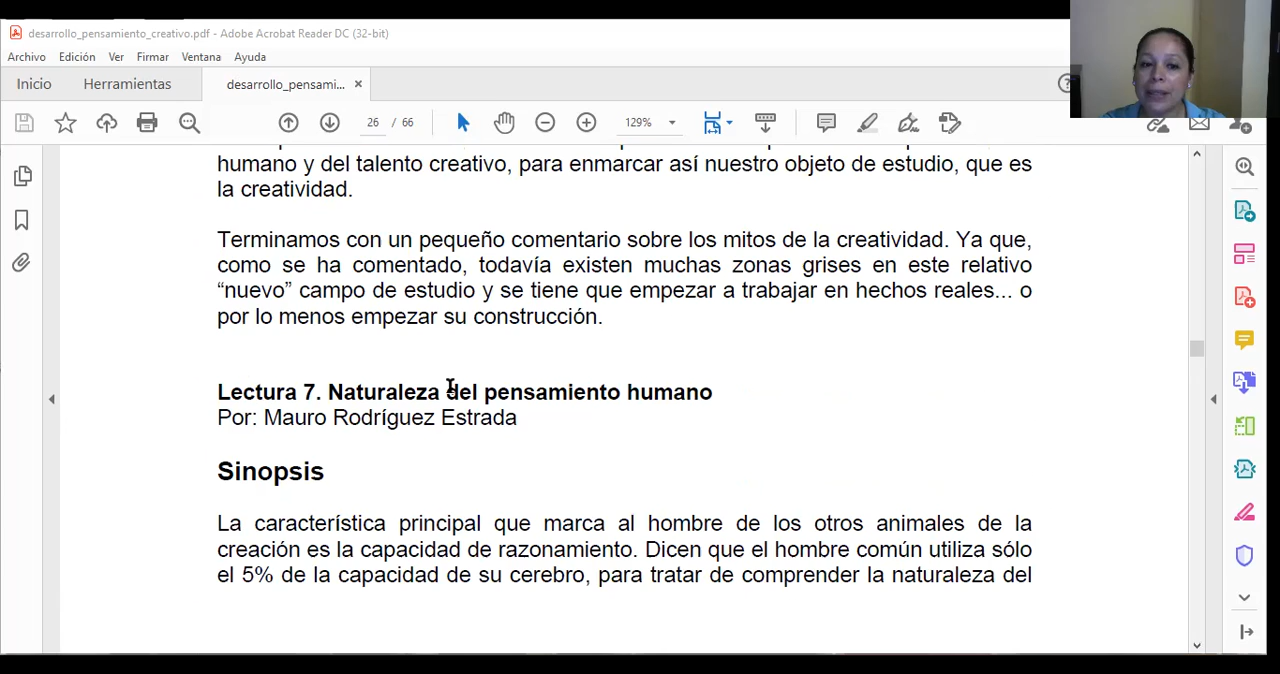 desarrollo_pensamiento_creativo.pdf - Adobe Acrobat Reader DC (32-bit)
Archivo Edición Ver Firmar Ventana Ayuda
Inicio Herramientas desarrollo_pensami...
26 / 66 129%
humano y del talento creativo, para enmarcar así nuestro objeto de estudio, que es
la creatividad.
Terminamos con un pequeño comentario sobre los mitos de la creatividad. Ya que,
como se ha comentado, todavía existen muchas zonas grises en este relativo
“nuevo” campo de estudio y se tiene que empezar a trabajar en hechos reales... o
por lo menos empezar su construcción.
Lectura 7. Naturaleza del pensamiento humano
Por: Mauro Rodríguez Estrada
Sinopsis
La característica principal que marca al hombre de los otros animales de la
creación es la capacidad de razonamiento. Dicen que el hombre común utiliza sólo
el 5% de la capacidad de su cerebro, para tratar de comprender la naturaleza del